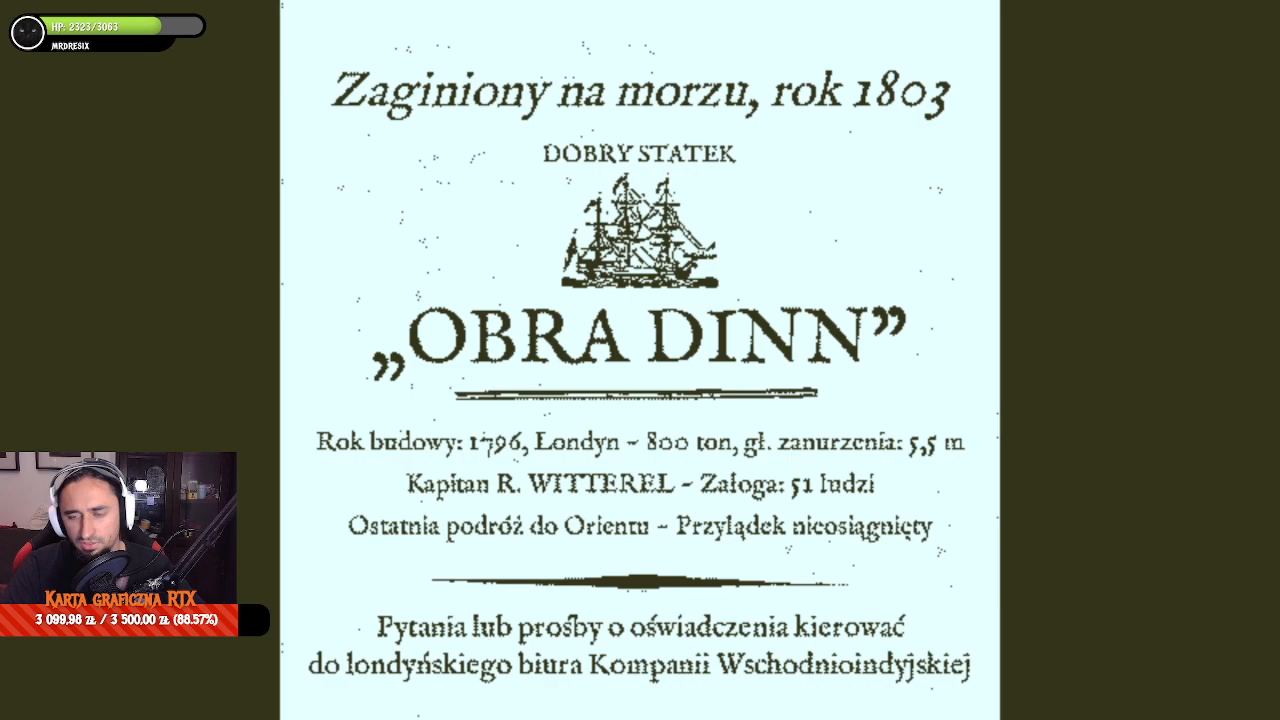 HP: 2323/3063
MRDRESIX
Zaginiony na morzu, rok 1803
DOBRY STATEK
„OBRA DINN”
Rok budowy: 1796, Londyn - 800 ton, gł. zanurzenia: 5,5 m
Kapitan R. WITTEREL - Załoga: 51 ludzi
Ostatnia podróż do Orientu - Przylądek nieosiągnięty
Pytania lub prośby o oświadczenia kierować
do londyńskiego biura Kompanii Wschodnioindyjskiej
KARTA GRAFICZNA RTX
3 099,98 ZŁ / 3 500,00 ZŁ (88.57%)